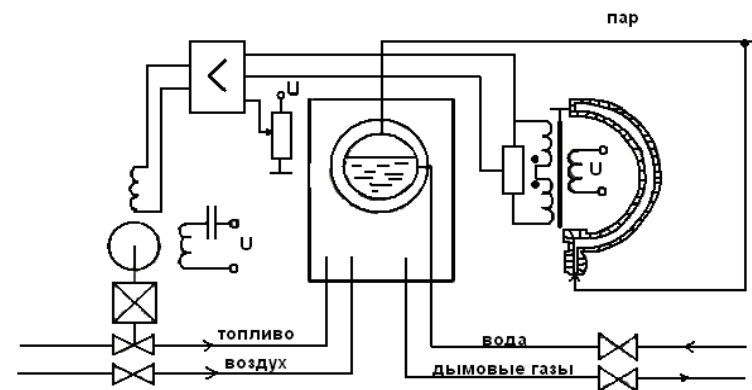 пар
U
U
U
топливо
вода
воздух
дымовые газы